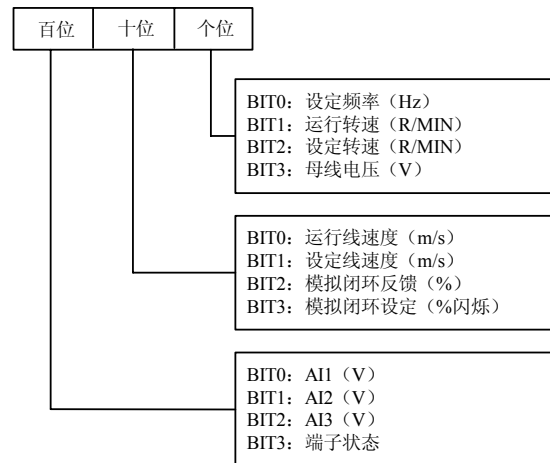 百位 十位 个位
BIT0：设定频率（Hz）
BIT1：运行转速（R/MIN）
BIT2：设定转速（R/MIN）
BIT3：母线电压（V）
BIT0：运行线速度（m/s）
BIT1：设定线速度（m/s）
BIT2：模拟闭环反馈（%）
BIT3：模拟闭环设定（%闪烁）
BIT0：AI1（V）
BIT1：AI2（V）
BIT2：AI3（V）
BIT3：端子状态